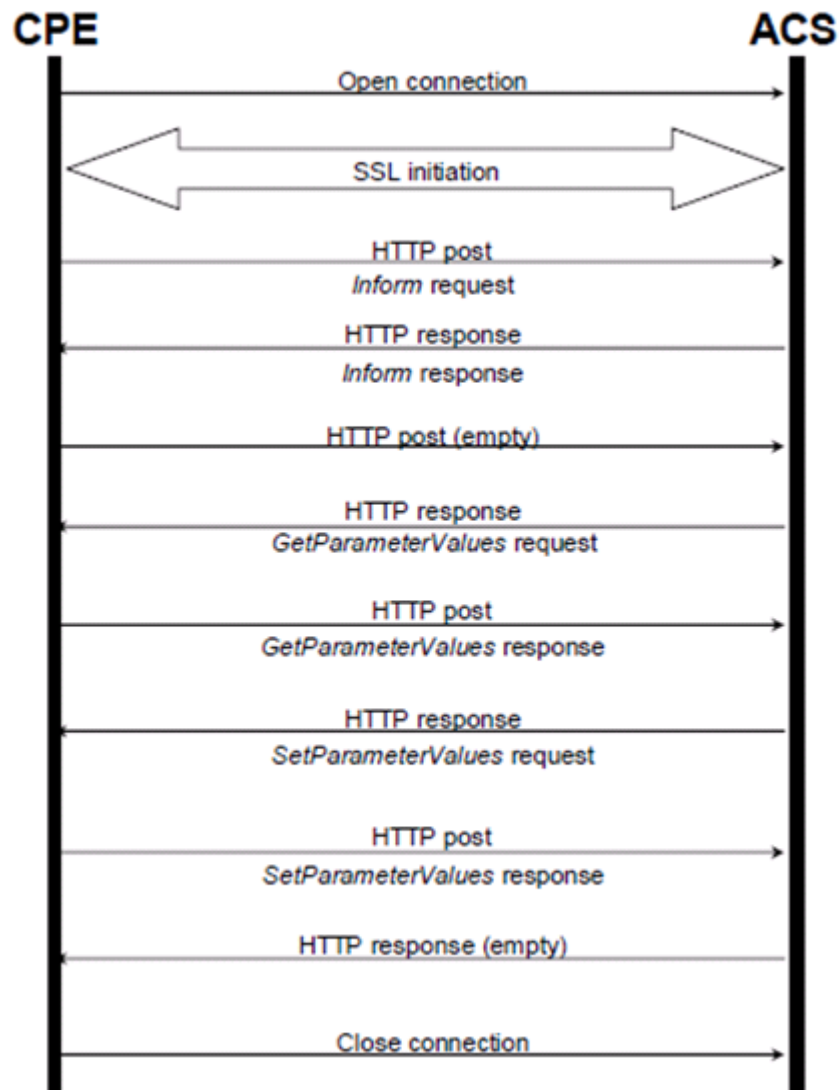 CPE ACS
Open connection
SSL initiation
HTTP post
Inform request
HTTP response
Inform response
HTTP post (empty)
HTTP response
GetParameterValues request
HTTP post
GetParameterValues response
HTTP response
SetParameterValues request
HTTP post
SetParameterValues response
HTTP response (empty)
Close connection